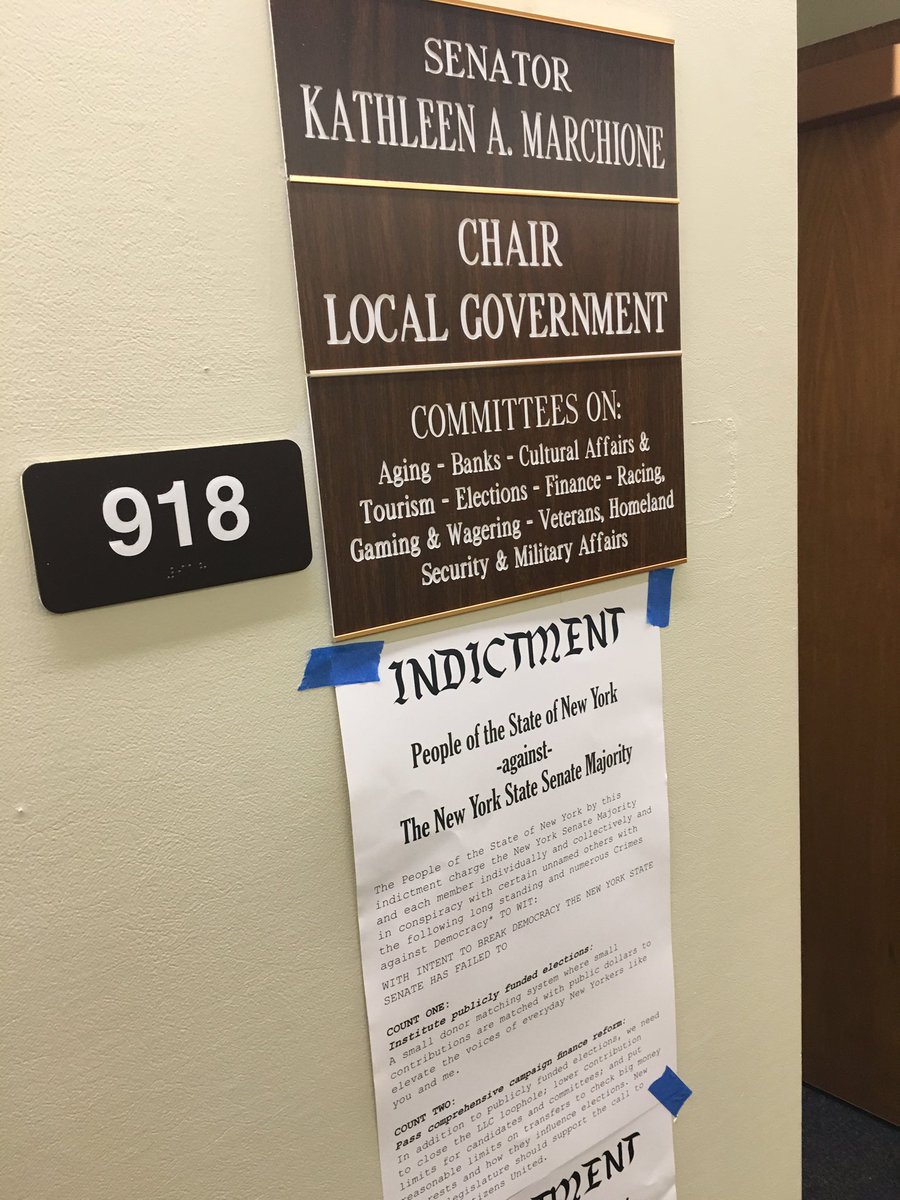 SENATOR
KATHLEEN A. MARCHIONE
CHAIR
LOCAL GOVERNMENT
COMMITTEES ON:
Aging - Banks - Cultural Affairs &
Tourism - Elections - Finance - Racing,
Gaming & Wagering - Veterans, Homeland
Security & Military Affairs
918
INDICTMENT
People of the State of New York
-against-
The New York State Senate Majority
The People of the State of New York by this
indictment charge the New York Senate Majority
and each member individually and collectively and
in conspiracy with certain unnamed others with
the following long standing and numerous Crimes
against Democracy* TO WIT:
WITH INTENT TO BREAK DEMOCRACY THE NEW YORK STATE
SENATE HAS FAILED TO
COUNT ONE:
Institute publicly funded elections:
A small donor matching system where small
contributions are matched with public dollars to
elevate the voices of everyday New Yorkers like
you and me.
COUNT TWO:
Pass comprehensive campaign finance reform:
In addition to publicly funded elections, we need
to close the LLC loophole, lower contribution
limits for candidates and committees, and put
reasonable limits on transfers to check big money
and how they influence elections. New
should support the call to
Citizens United.
INDICTMENT
of New York